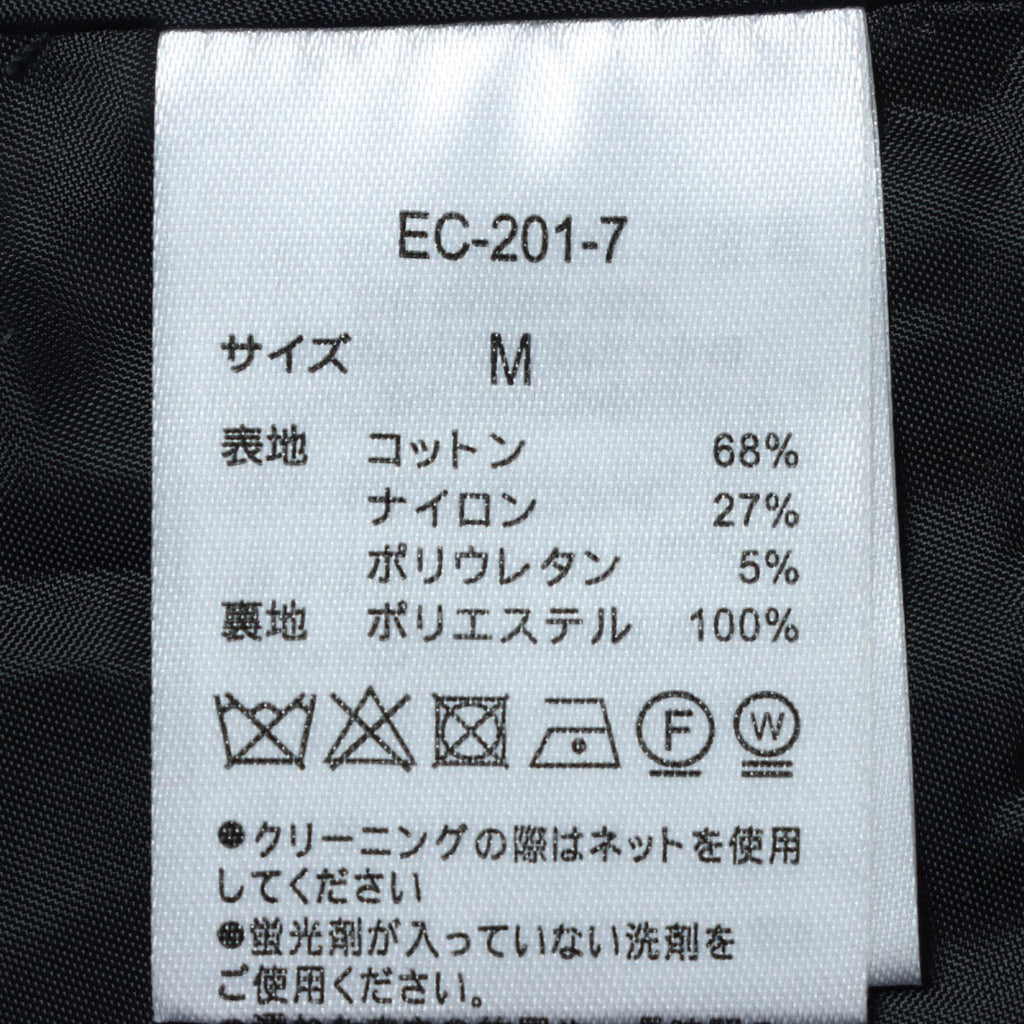 EC-201-7
サイズ M
表地 コットン 68%
ナイロン 27%
ポリウレタン 5%
裏地 ポリエステル 100%
F W
●クリーニングの際はネットを使用
してください
●蛍光剤が入っていない洗剤を
ご使用ください。